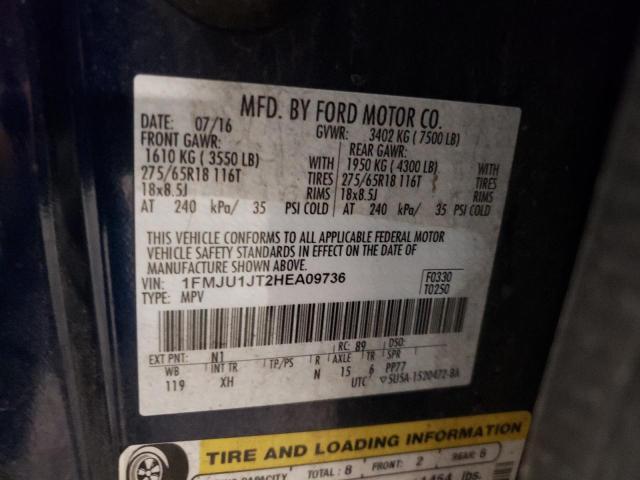 MFD. BY FORD MOTOR CO.
DATE: 07/16 GVWR: 3402 KG ( 7500 LB)
FRONT GAWR: REAR GAWR:
1610 KG ( 3550 LB) WITH 1950 KG ( 4300 LB) WITH
275/65R18 116T TIRES 275/65R18 116T TIRES
18x8.5J RIMS 18x8.5J RIMS
AT 240 kPa/ 35 PSI COLD AT 240 kPa/ 35 PSI COLD
THIS VEHICLE CONFORMS TO ALL APPLICABLE FEDERAL MOTOR
VEHICLE SAFETY STANDARDS IN EFFECT ON THE DATE OF
MANUFACTURE SHOWN ABOVE.
VIN: 1FMJU1JT2HEA09736 F0330
TYPE: MPV T0250
RC: 89 DSO:
EXT PNT: N1
WB INT TR TP/PS R AXLE TR SPR
119 XH N 15 6 PP77
UTC ▽5U5A-1520472-BA
TIRE AND LOADING INFORMATION
CAPACITY TOTAL: 8 FRONT: 2 REAR: 6
lbs.